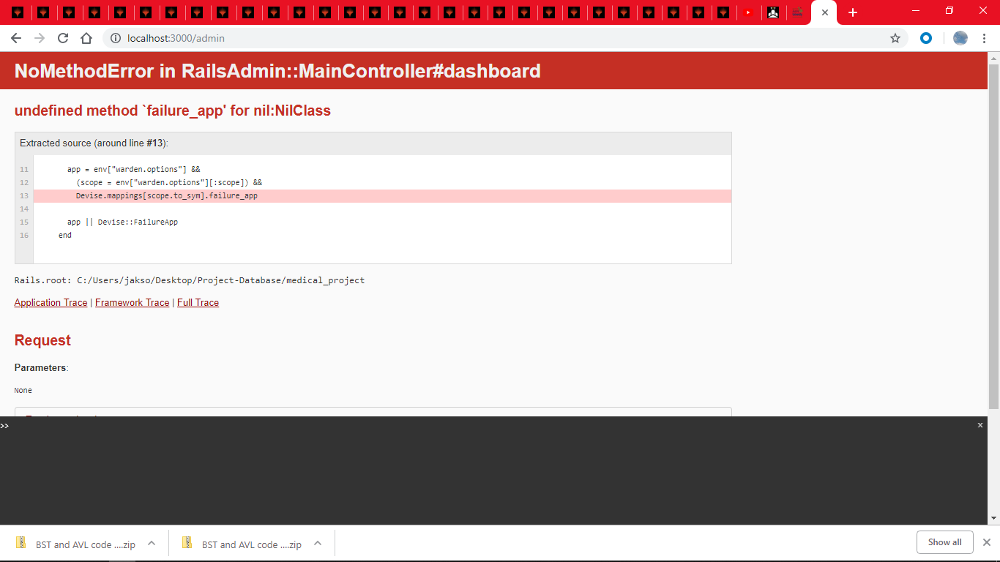 localhost:3000/admin
NoMethodError in RailsAdmin::MainController#dashboard
undefined method `failure_app' for nil:NilClass
Extracted source (around line #13):
11 app = env["warden.options"] &&
12 (scope = env["warden.options"][:scope]) &&
13 Devise.mappings[scope.to_sym].failure_app
14
15 app || Devise::FailureApp
16 end
Rails.root: C:/Users/jakso/Desktop/Project-Database/medical_project
Application Trace | Framework Trace | Full Trace
Request
Parameters:
None
>> x
BST and AVL code ....zip BST and AVL code ....zip Show all